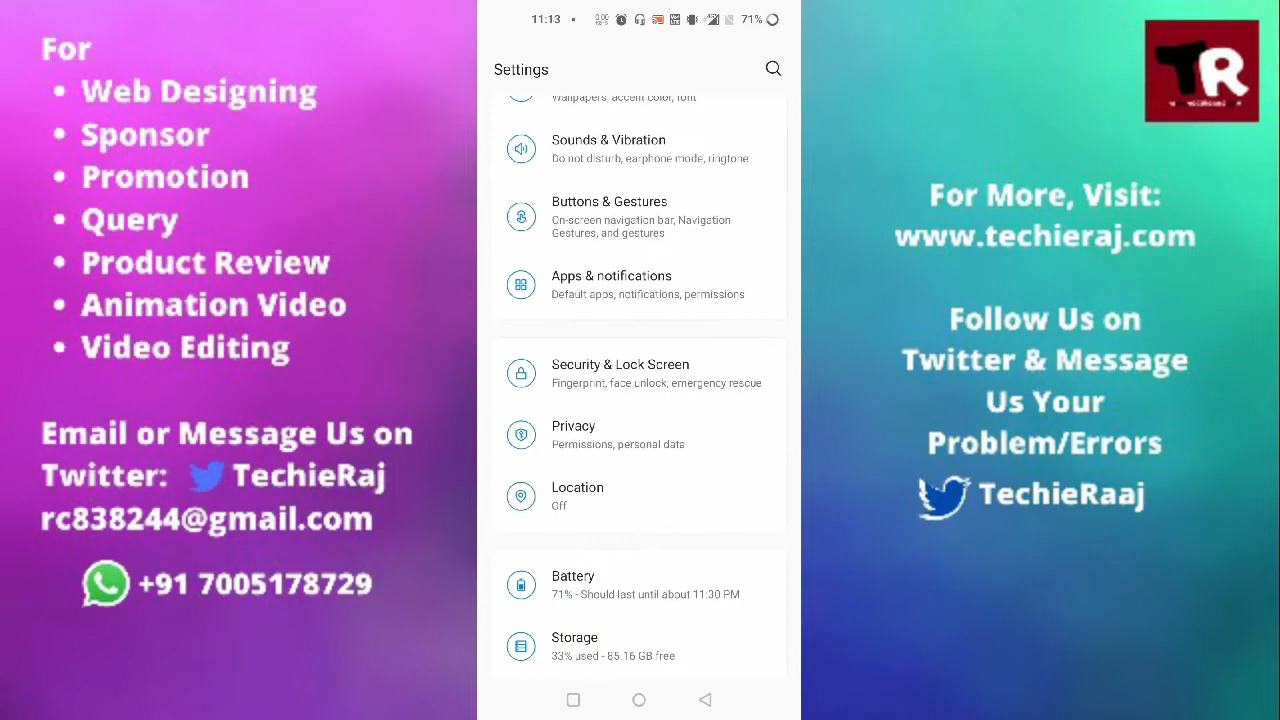 For
• Web Designing
• Sponsor
• Promotion
• Query
• Product Review
• Animation Video
• Video Editing
Email or Message Us on
Twitter: TechieRaj
rc838244@gmail.com
+91 7005178729
11:13
71%
Settings
Wallpapers, accent color, font
Sounds & Vibration
Do not disturb, earphone mode, ringtone
Buttons & Gestures
On-screen navigation bar, Navigation
Gestures, and gestures
Apps & notifications
Default apps, notifications, permissions
Security & Lock Screen
Fingerprint, face unlock, emergency rescue
Privacy
Permissions, personal data
Location
Off
Battery
71% - Should last until about 11:30 PM
Storage
33% used - 85.16 GB free
TR
For More, Visit:
www.techieraj.com
Follow Us on
Twitter & Message
Us Your
Problem/Errors
TechieRaaj